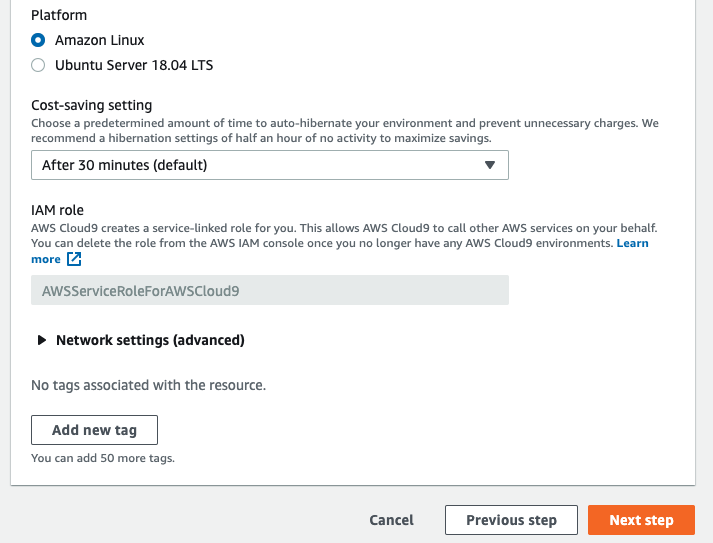 Platform
Amazon Linux
Ubuntu Server 18.04 LTS
Cost-saving setting
Choose a predetermined amount of time to auto-hibernate your environment and prevent unnecessary charges. We
recommend a hibernation settings of half an hour of no activity to maximize savings.
After 30 minutes (default)
IAM role
AWS Cloud9 creates a service-linked role for you. This allows AWS Cloud9 to call other AWS services on your behalf.
You can delete the role from the AWS IAM console once you no longer have any AWS Cloud9 environments. Learn
more
AWSServiceRoleForAWSCloud9
Network settings (advanced)
No tags associated with the resource.
Add new tag
You can add 50 more tags.
Cancel Previous step Next step